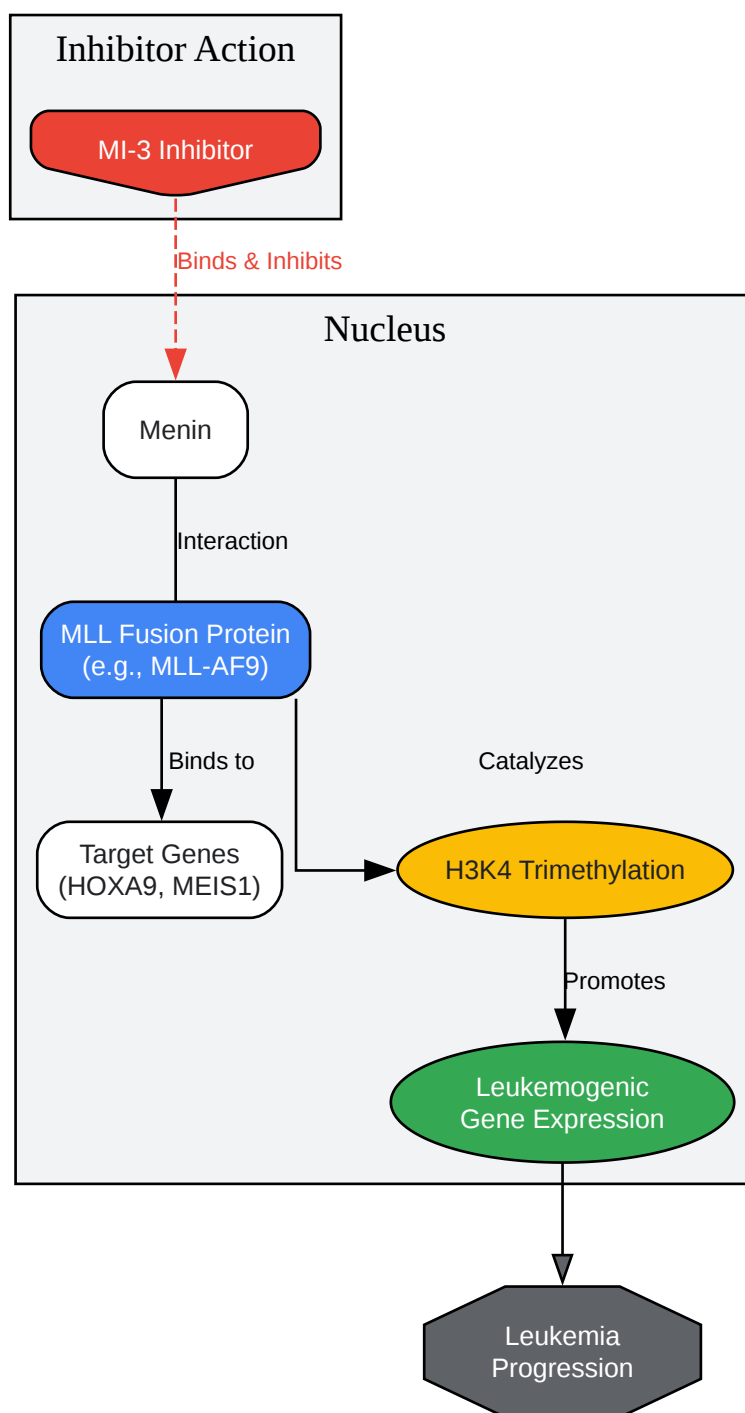 Inhibitor Action
MI-3 Inhibitor
Binds & Inhibits
Nucleus
Menin
Interaction
MLL Fusion Protein
(e.g., MLL-AF9)
Binds to
Catalyzes
Target Genes
(HOXA9, MEIS1)
H3K4 Trimethylation
Promotes
Leukemogenic
Gene Expression
Leukemia
Progression